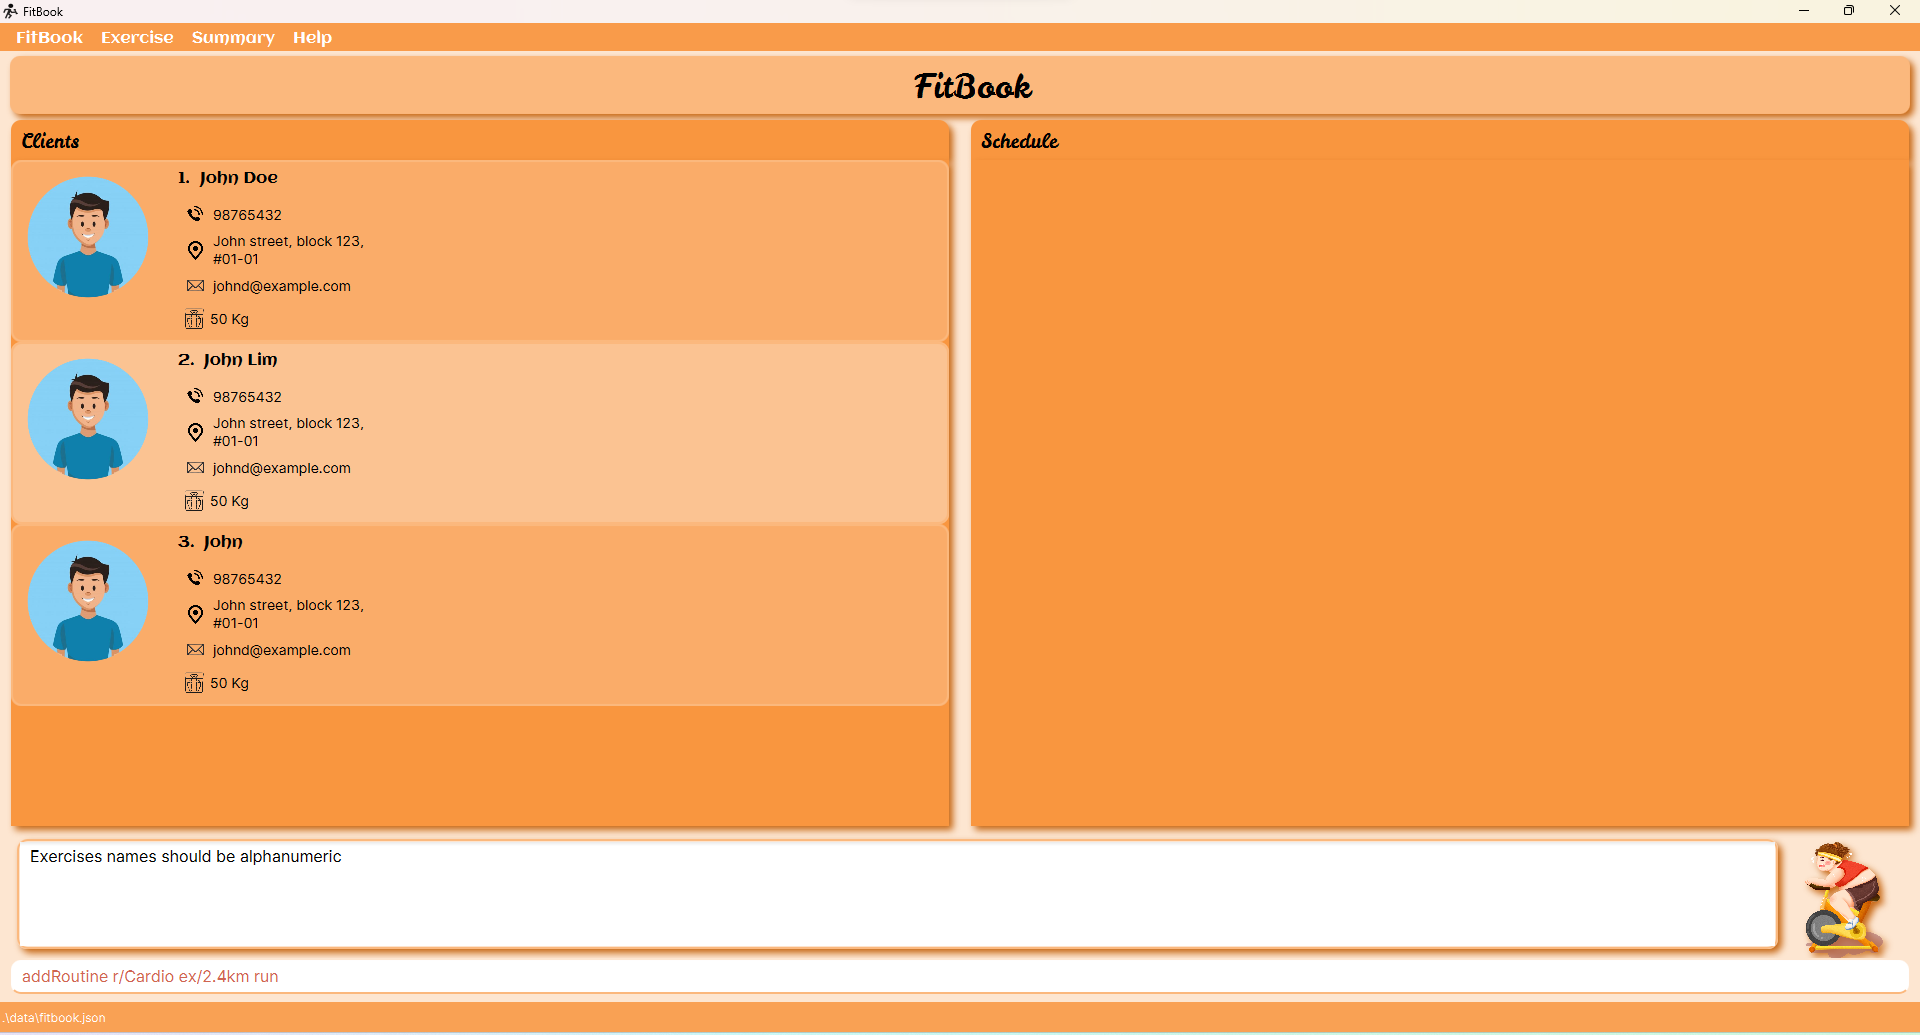 FitBook
FitBook Exercise Summary Help
FitBook
Clients
1. John Doe
98765432
John street, block 123,
#01-01
johnd@example.com
50 Kg
2. John Lim
98765432
John street, block 123,
#01-01
johnd@example.com
50 Kg
3. John
98765432
John street, block 123,
#01-01
johnd@example.com
50 Kg
Schedule
Exercises names should be alphanumeric
addRoutine r/Cardio ex/2.4km run
.\data\fitbook.json